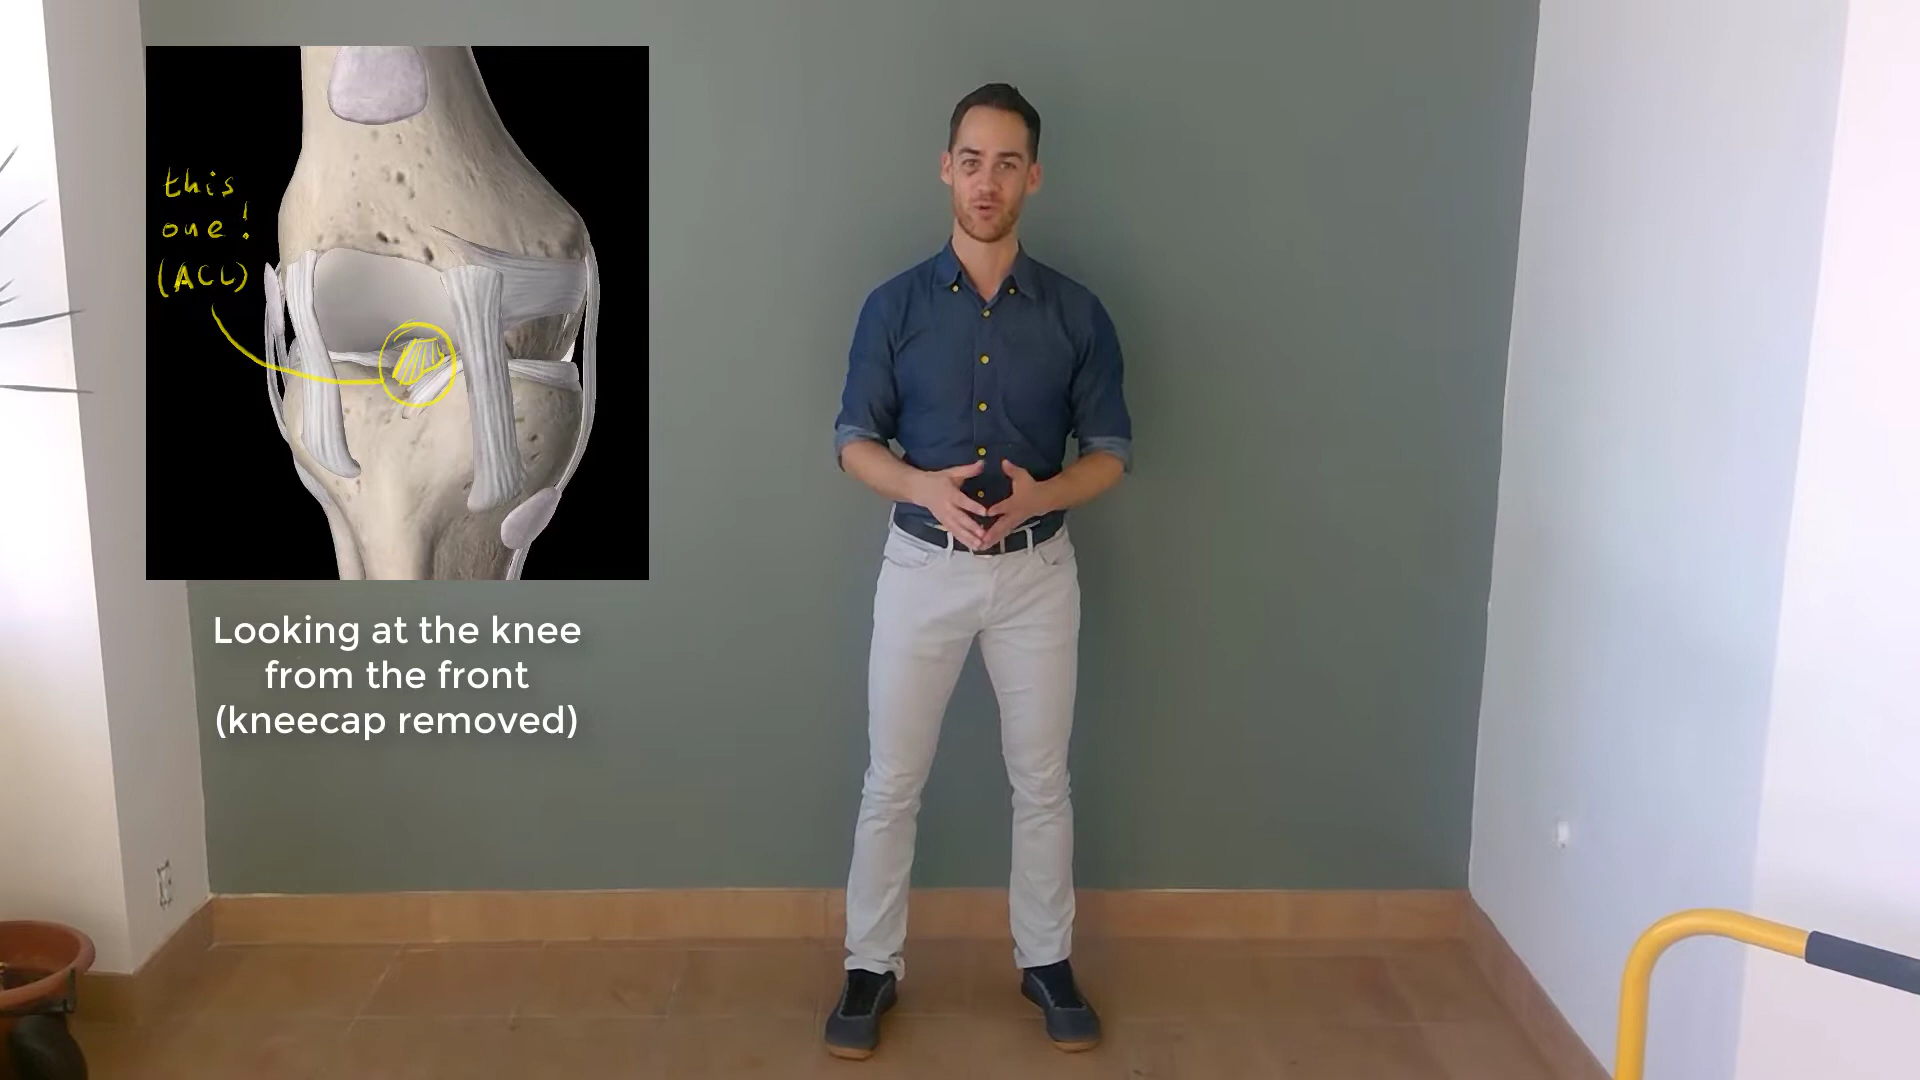 this
one!
(ACL)
Looking at the knee
from the front
(kneecap removed)